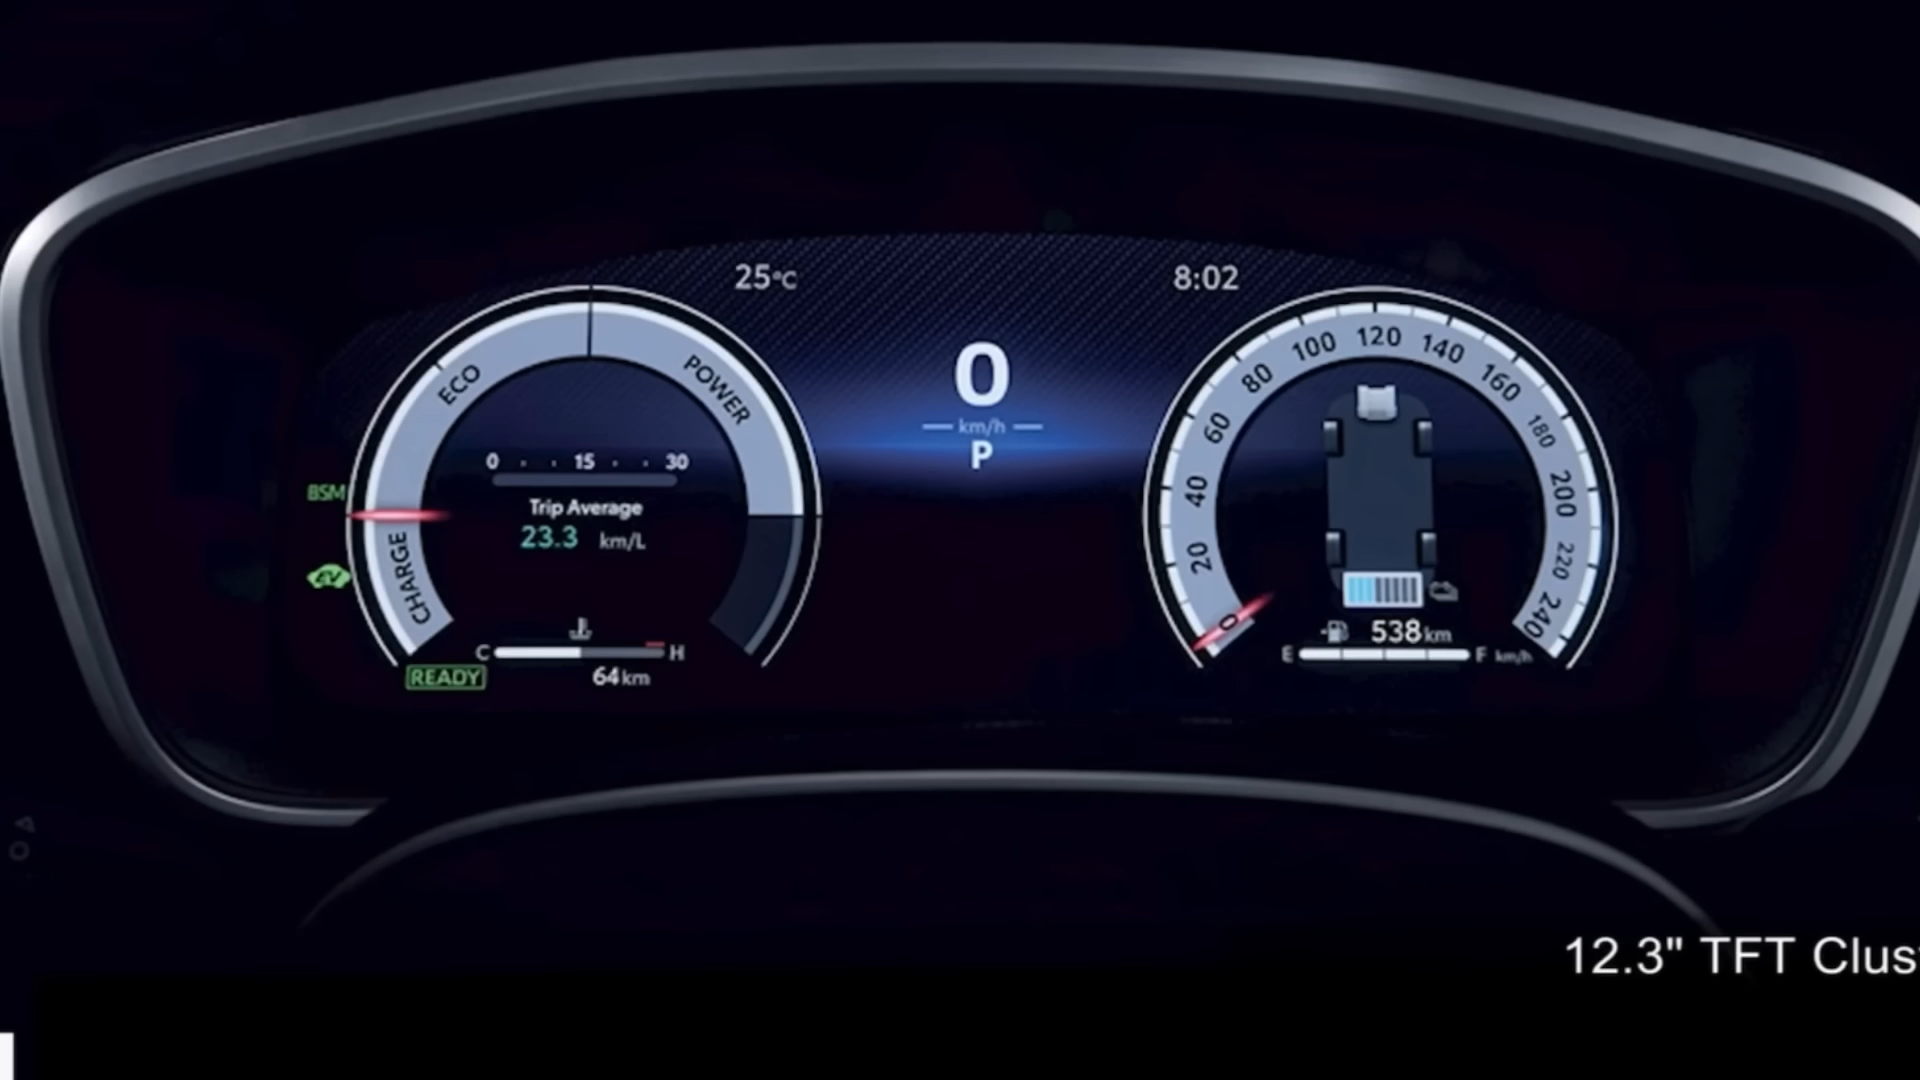 25°C
8:02
ECO
POWER
CHARGE
0 15 30
Trip Average
23.3 km/L
BSM
EV
C H
READY
64 km
0
km/h
P
0 20 40 60 80 100 120 140 160 180 200 220 240
538 km
E F km/h
12.3" TFT Clus